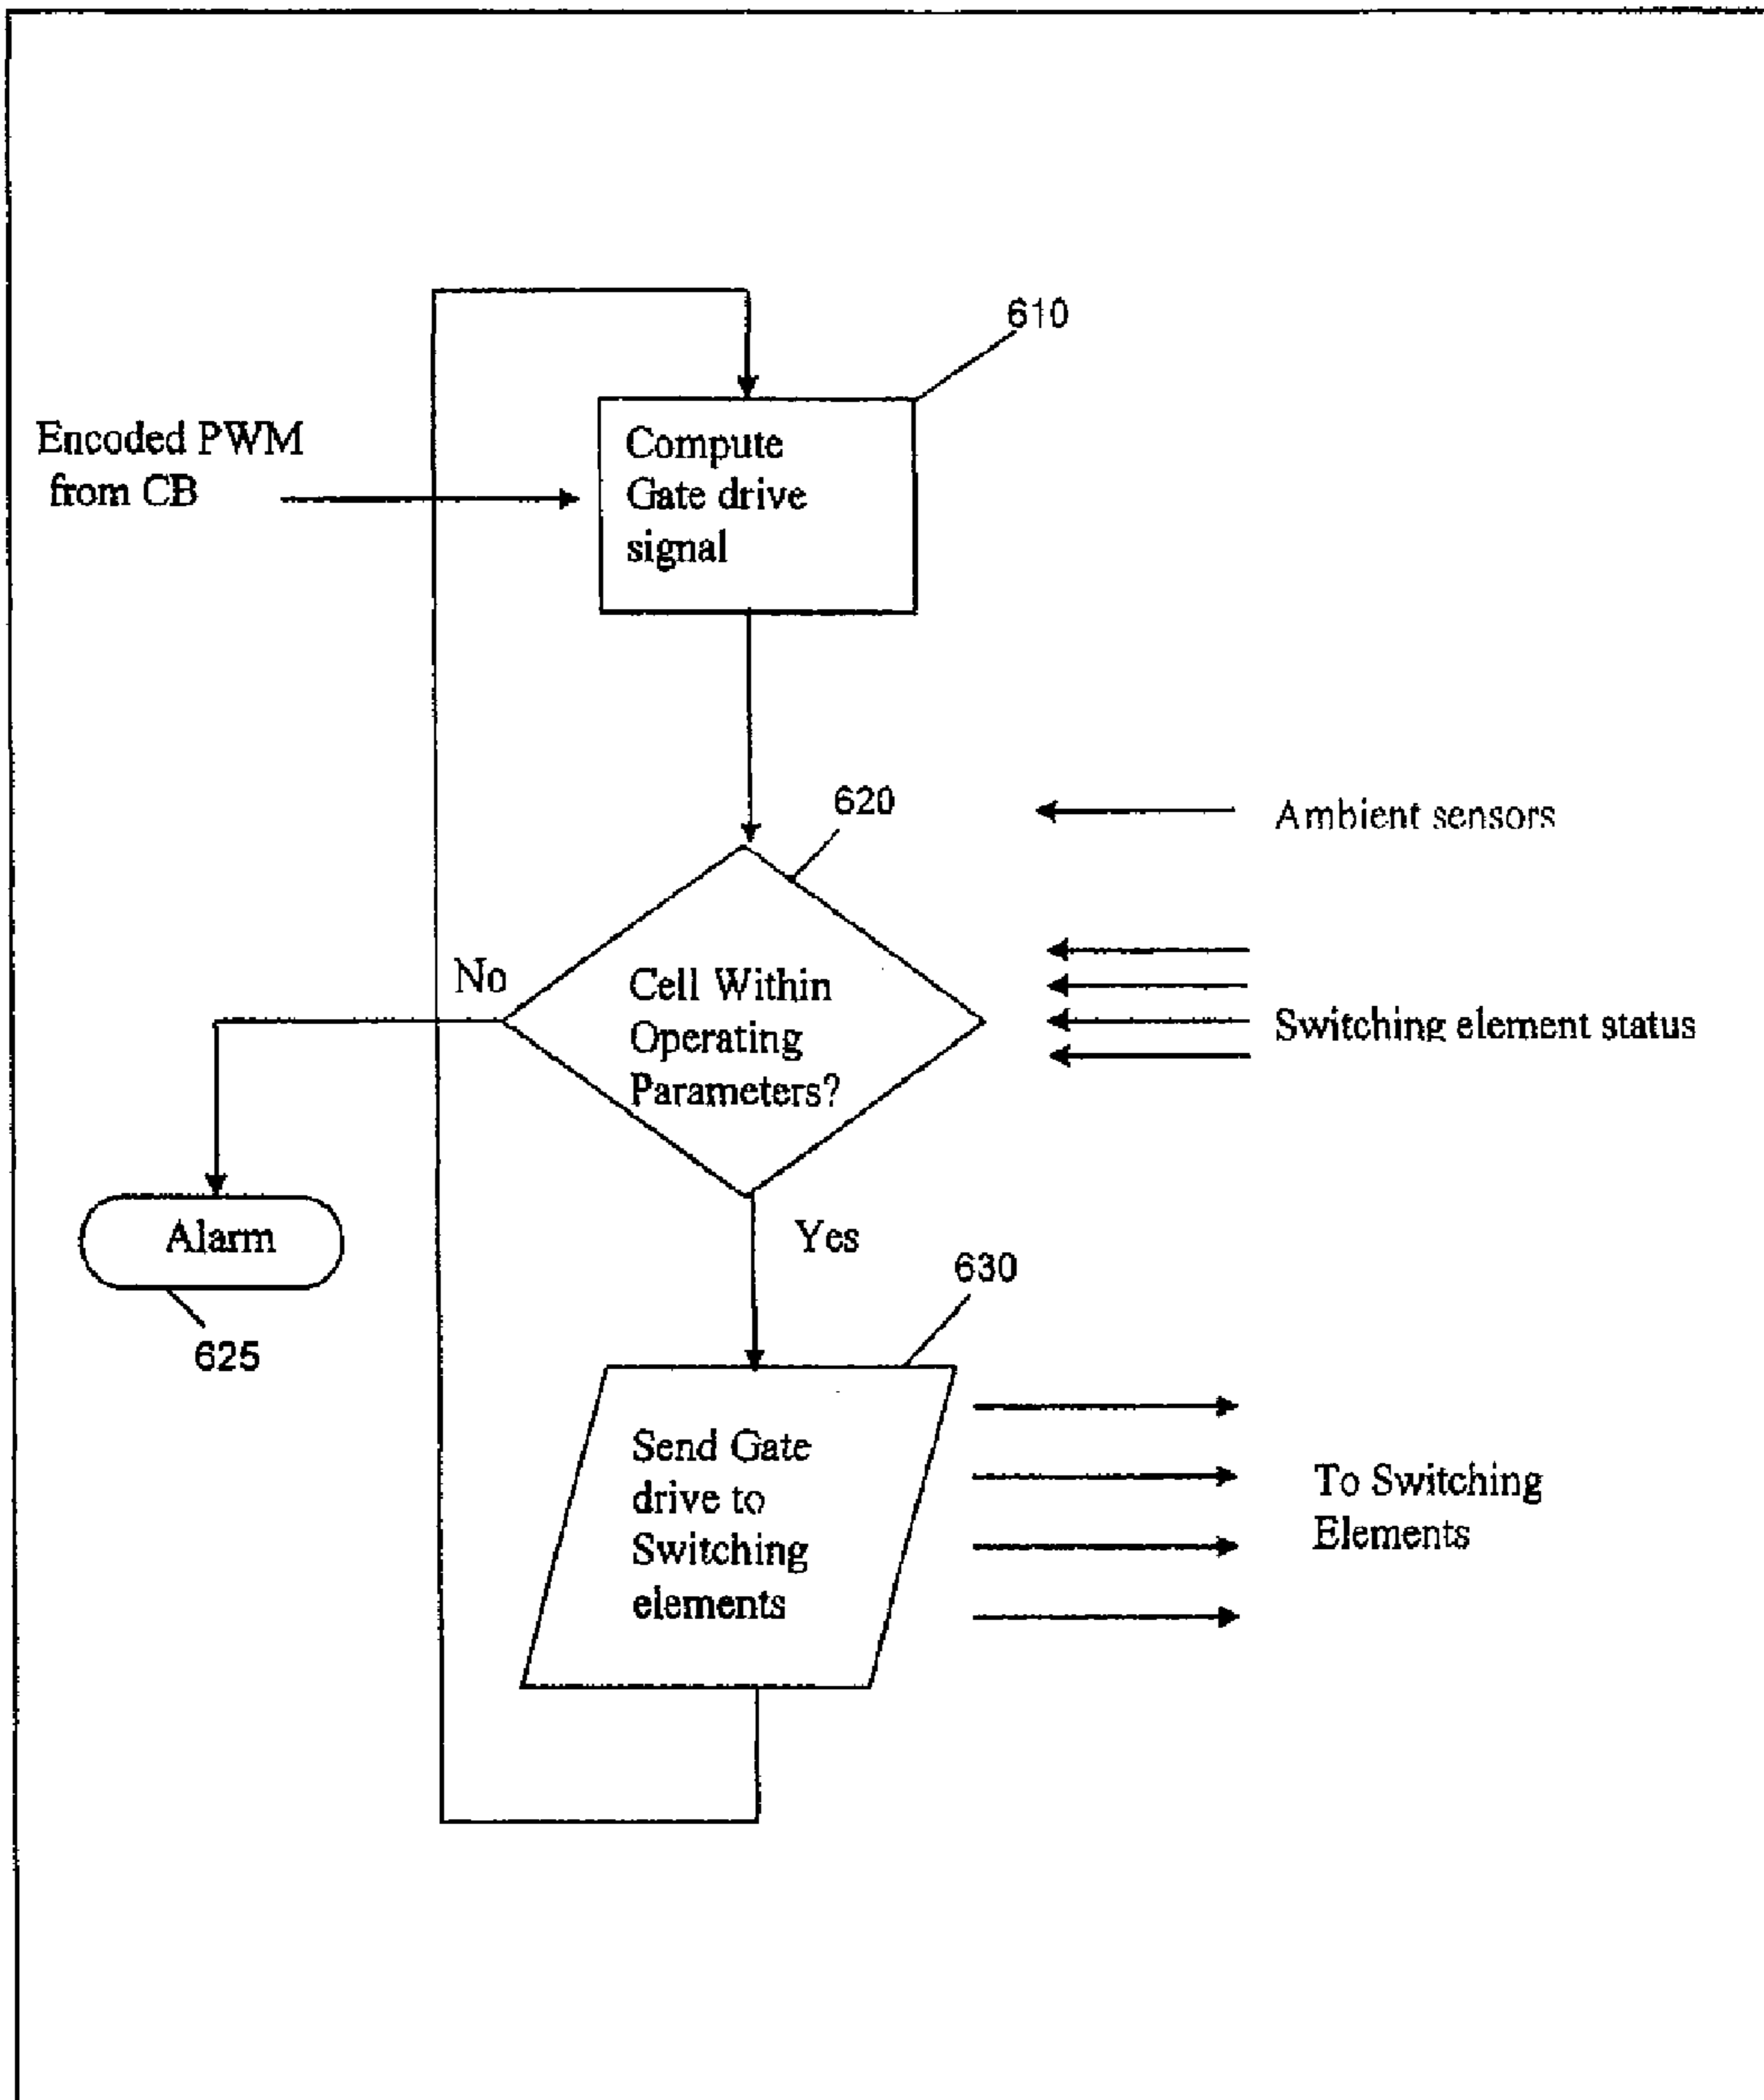 610
Encoded PWM
from CB
Compute
Gate drive
signal
620
Ambient sensors
No
Cell Within
Operating
Parameters?
Switching element status
Alarm
625
Yes
630
Send Gate
drive to
Switching
elements
To Switching
Elements